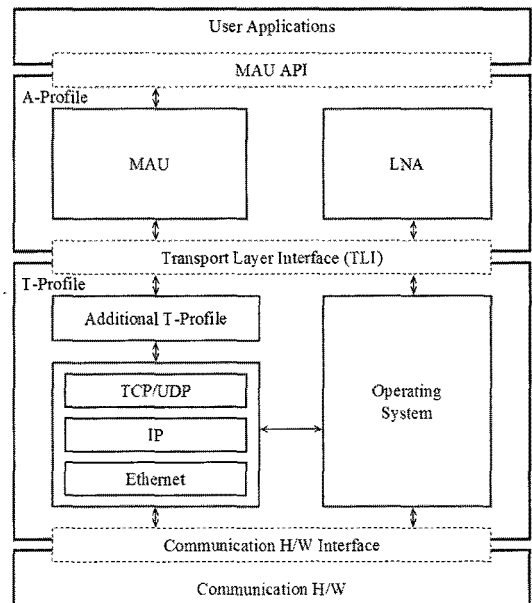 User Applications
MAU API
A-Profile
MAU
LNA
Transport Layer Interface (TLI)
T-Profile
Additional T-Profile
TCP/UDP
IP
Ethernet
Operating
System
Communication H/W Interface
Communication H/W